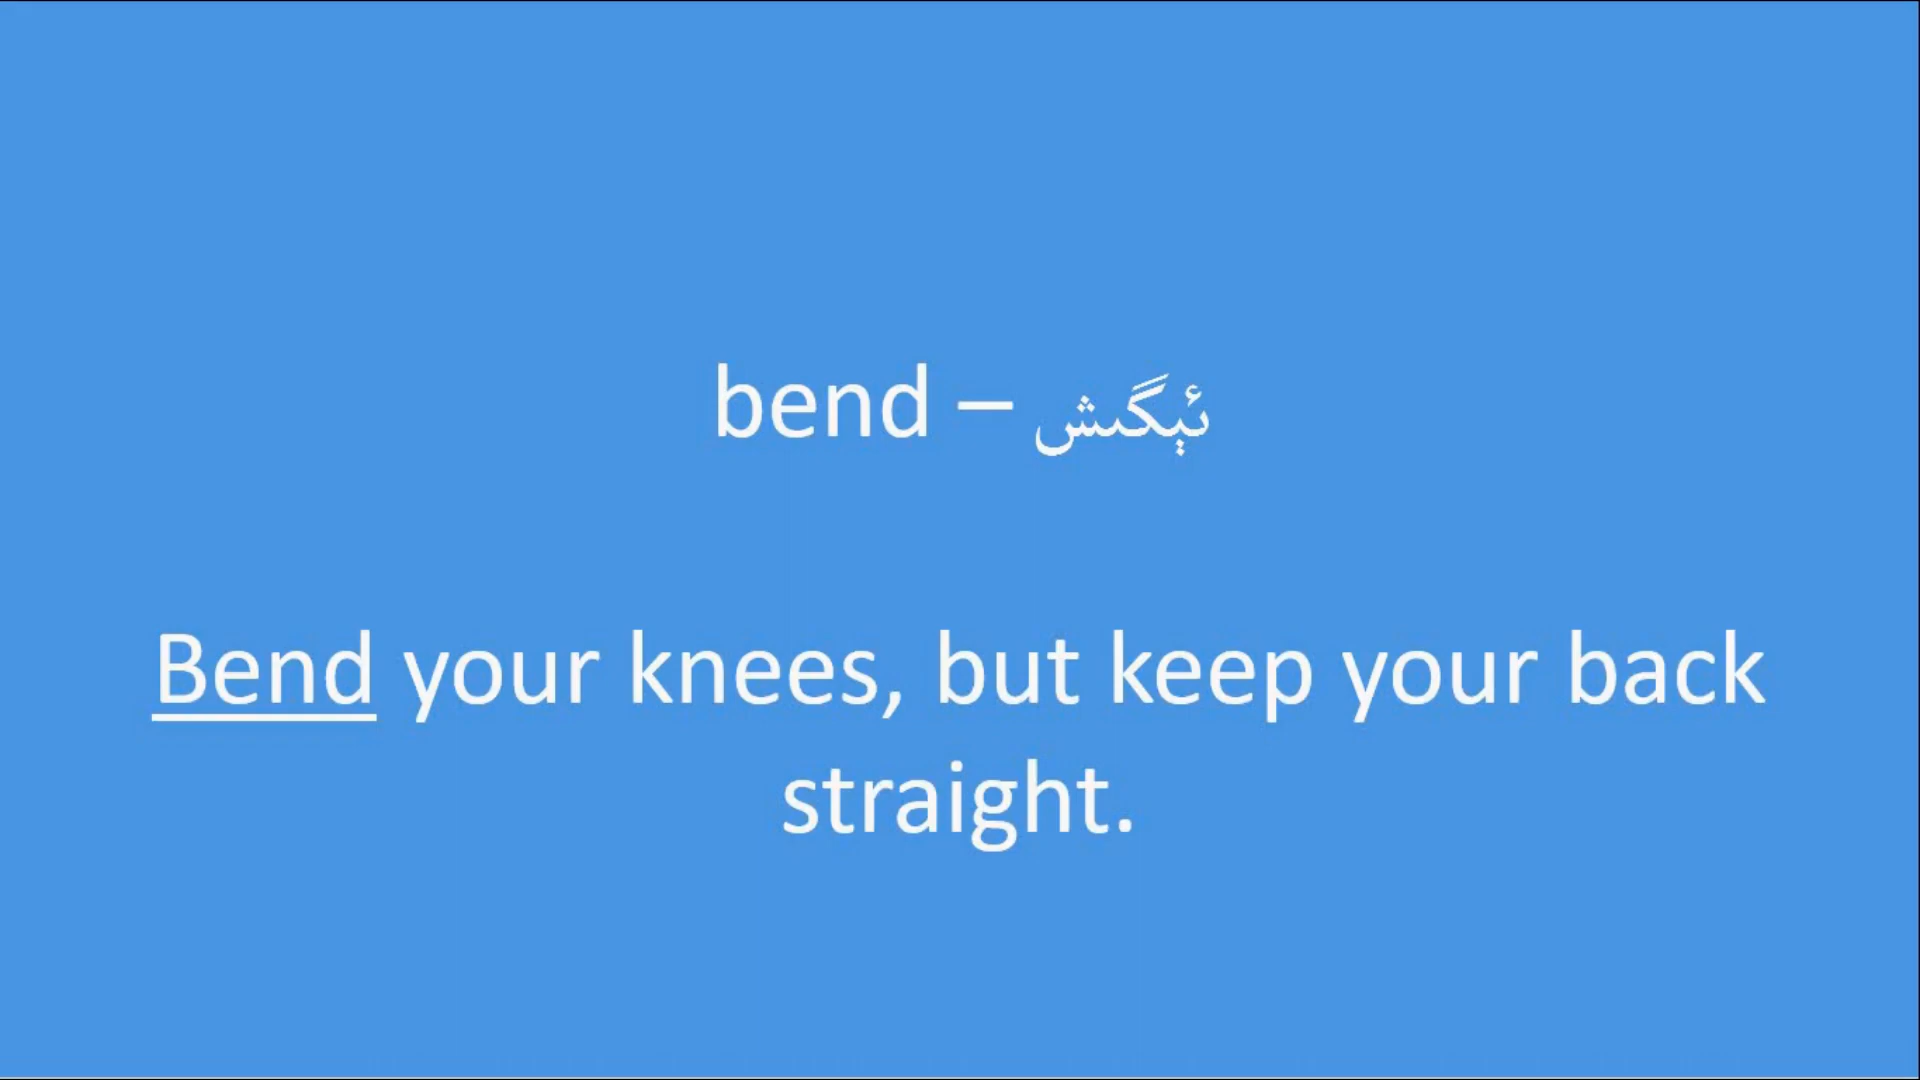 bend – ئېگىش
Bend your knees, but keep your back
straight.